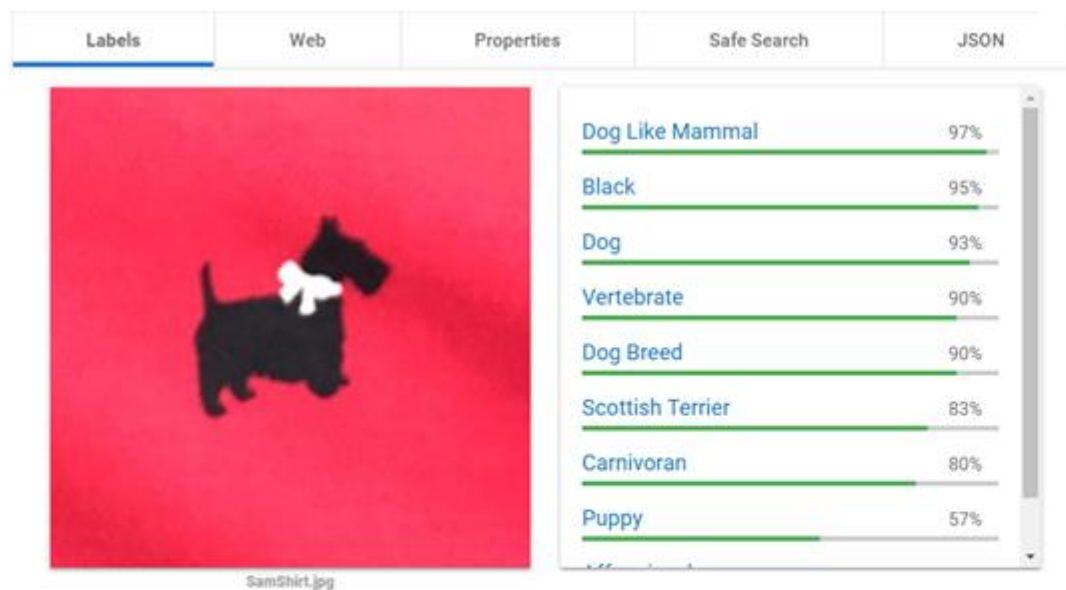 Labels Web Properties Safe Search JSON
Dog Like Mammal 97%
Black 95%
Dog 93%
Vertebrate 90%
Dog Breed 90%
Scottish Terrier 83%
Carnivoran 80%
Puppy 57%
SamShirt.jpg